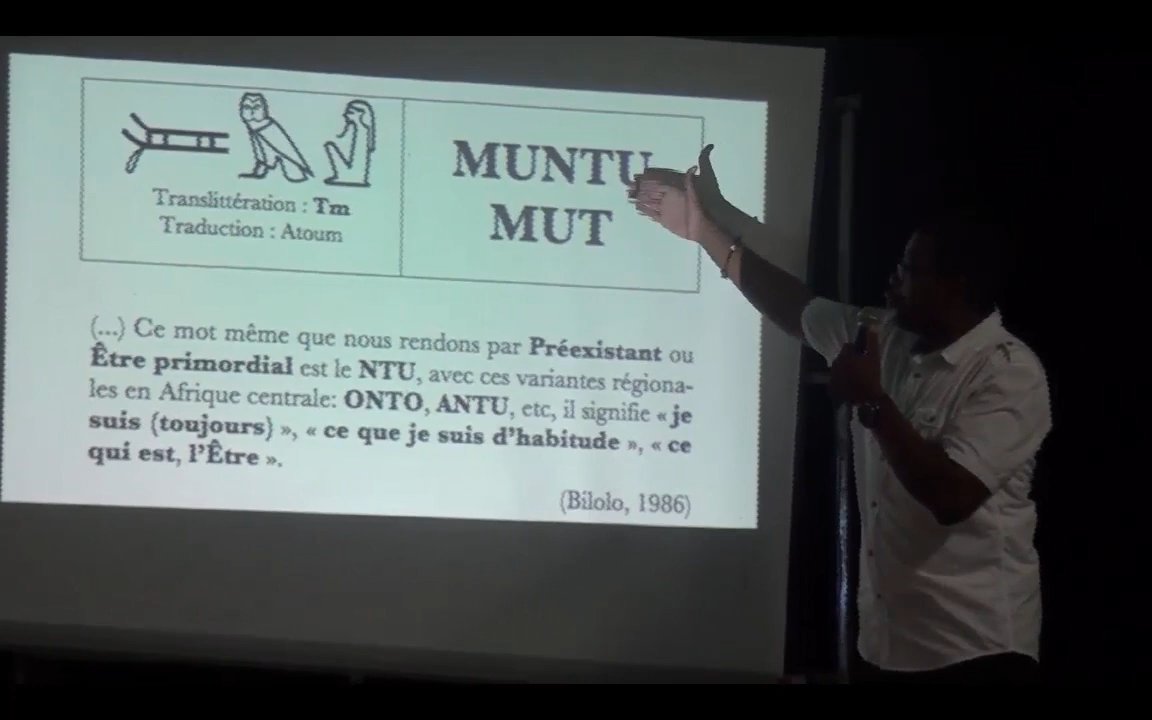 Translittération : Tm
Traduction : Atoum
MUNTU
MUT
(...) Ce mot même que nous rendons par Préexistant ou
Être primordial est le NTU, avec ces variantes régiona-
les en Afrique centrale: ONTO, ANTU, etc, il signifie « je
suis (toujours) », « ce que je suis d'habitude », « ce
qui est, l'Être ».
(Bilolo, 1986)